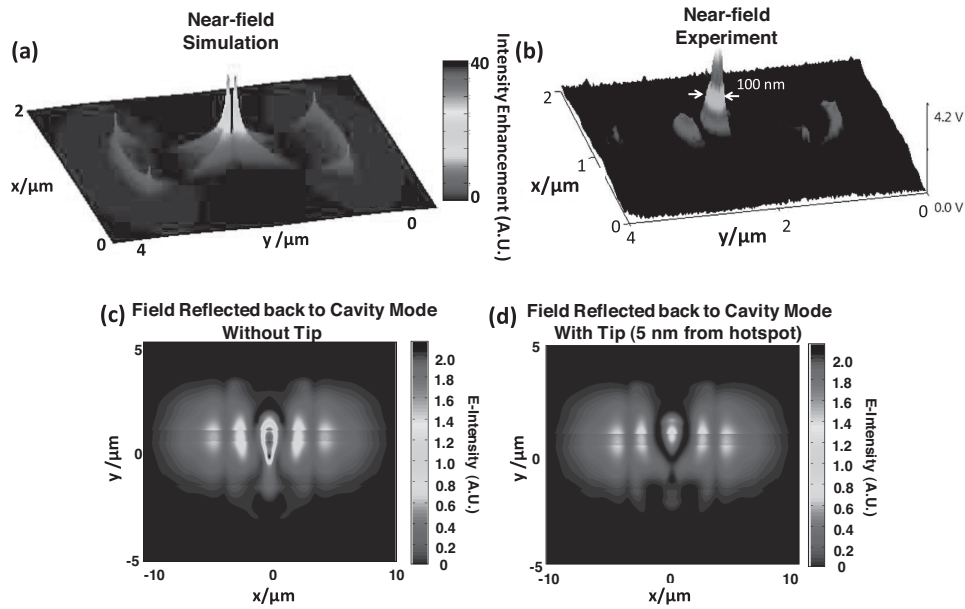 (a)
Near-field
Simulation
2
x/μm
0
4
y/μm
0
40
0
Intensity Enhancement (A.U.)
(b)
Near-field
Experiment
100 nm
2
1
x/μm
0
4
y/μm
2
0
4.2 V
0.0 V
(c) Field Reflected back to Cavity Mode
Without Tip
5
0
-5
y /μm
-10
0
10
x/μm
2.0
1.8
1.6
1.4
1.2
1.0
0.8
0.6
0.4
0.2
0
E-Intensity (A.U.)
(d) Field Reflected back to Cavity Mode
With Tip (5 nm from hotspot)
5
0
-5
y /μm
-10
0
10
x/μm
2.0
1.8
1.6
1.4
1.2
1.0
0.8
0.6
0.4
0.2
0
E-Intensity (A.U.)